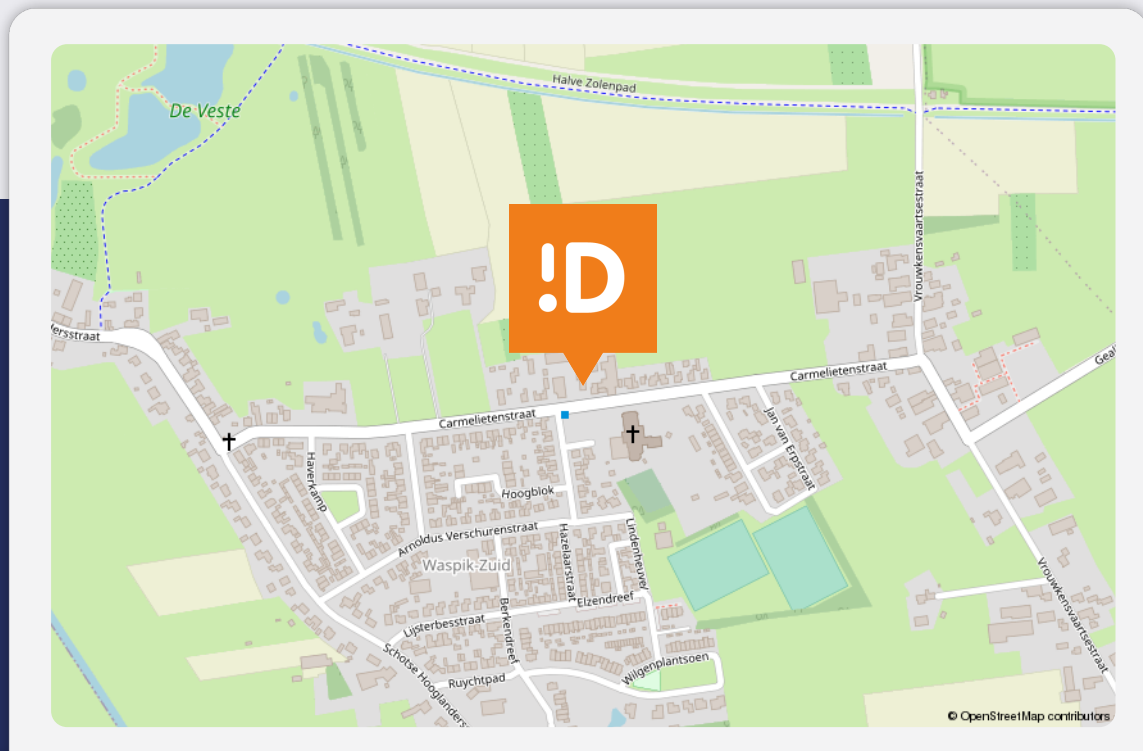 Halve Zolenpad
De Veste
Vrouwkensvaartsestraat
!D
ersstraat
Carmelietenstraat
Carmelietenstraat
Jan van Erpstraat
Haverkamp
Hoogblok
Arnoldus Verschurenstraat
Hazelaarstraat
Lindenheuvel
Waspik-Zuid
Elzendreef
Berkendreef
Lijsterbesstraat
Schotse Hooglanders
Ruychtpad
Wilgenplantsoen
Vrouwkensvaartsestraat
© OpenStreetMap contributors